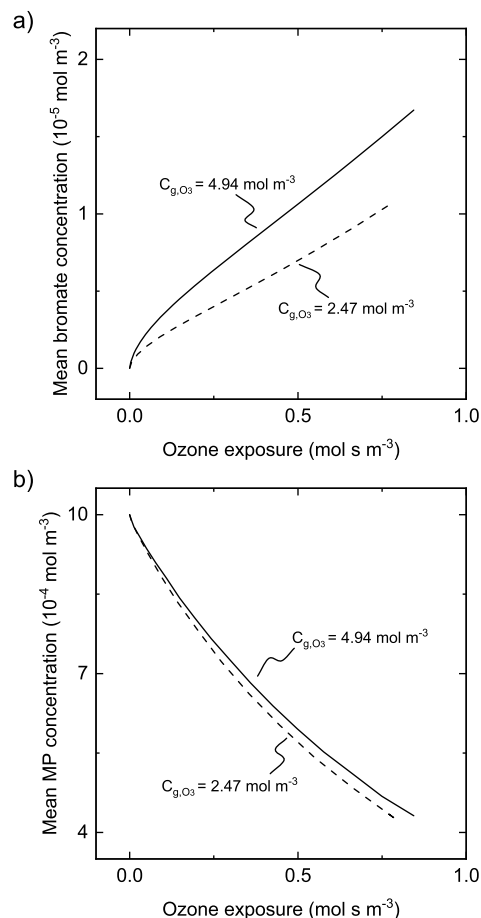 a)
Mean bromate concentration (10⁻⁵ mol m⁻³)
2
1
0
C_g,O₃ = 4.94 mol m⁻³
C_g,O₃ = 2.47 mol m⁻³
0.0 0.5 1.0
Ozone exposure (mol s m⁻³)
b)
Mean MP concentration (10⁻⁴ mol m⁻³)
10
7
4
C_g,O₃ = 4.94 mol m⁻³
C_g,O₃ = 2.47 mol m⁻³
0.0 0.5 1.0
Ozone exposure (mol s m⁻³)